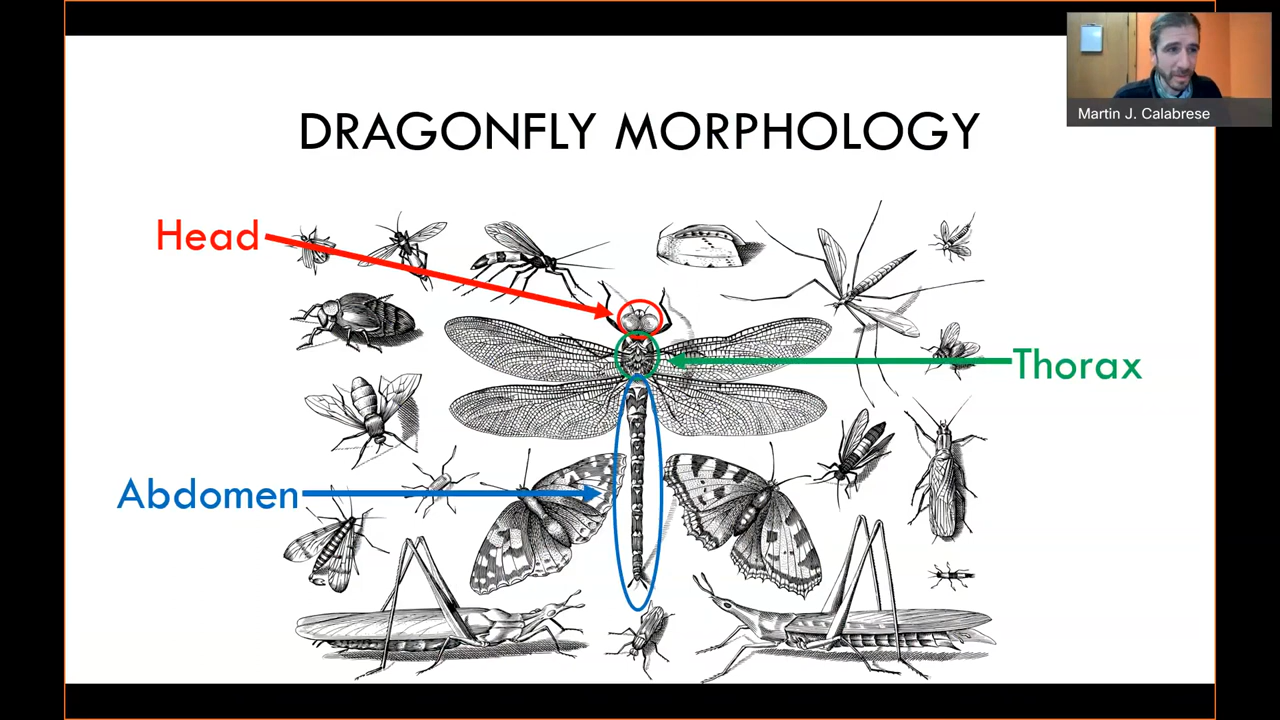 Martin J. Calabrese
DRAGONFLY MORPHOLOGY
Head
Thorax
Abdomen